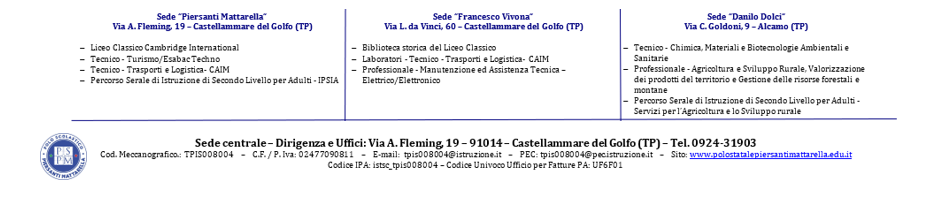 Sede "Piersanti Mattarella"
Via A. Fleming, 19 – Castellammare del Golfo (TP)
– Liceo Classico Cambridge International
– Tecnico - Turismo/Esabac Techno
– Tecnico - Trasporti e Logistica- CAIM
– Percorso Serale di Istruzione di Secondo Livello per Adulti - IPSIA
Sede "Francesco Vivona"
Via L. da Vinci, 60 – Castellammare del Golfo (TP)
– Biblioteca storica del Liceo Classico
– Laboratori - Tecnico - Trasporti e Logistica- CAIM
– Professionale - Manutenzione ed Assistenza Tecnica –
Elettrico/Elettronico
Sede "Danilo Dolci"
Via C. Goldoni, 9 – Alcamo (TP)
– Tecnico - Chimica, Materiali e Biotecnologie Ambientali e
Sanitarie
– Professionale - Agricoltura e Sviluppo Rurale, Valorizzazione
dei prodotti del territorio e Gestione delle risorse forestali e
montane
– Percorso Serale di Istruzione di Secondo Livello per Adulti -
Servizi per l'Agricoltura e lo Sviluppo rurale
POLO SCOLASTICO
PS
PM
PIERSANTI MATTARELLA
Sede centrale – Dirigenza e Uffici: Via A. Fleming, 19 – 91014 – Castellammare del Golfo (TP) – Tel. 0924-31903
Cod. Meccanografico.: TPIS008004 – C.F. / P. Iva: 02477090811 – E-mail: tpis008004@istruzione.it – PEC: tpis008004@pecistruzione.it – Sito: www.polostatalepiersantimattarella.edu.it
Codice IPA: istsc_tpis008004 – Codice Univoco Ufficio per Fatture PA: UF6F01